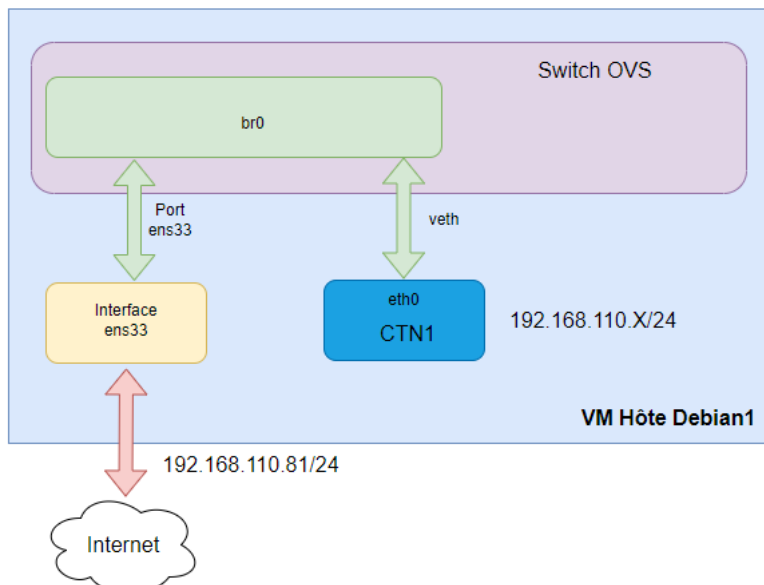 Switch OVS
br0
Port
ens33
veth
Interface
ens33
eth0
CTN1
192.168.110.X/24
VM Hôte Debian1
192.168.110.81/24
Internet